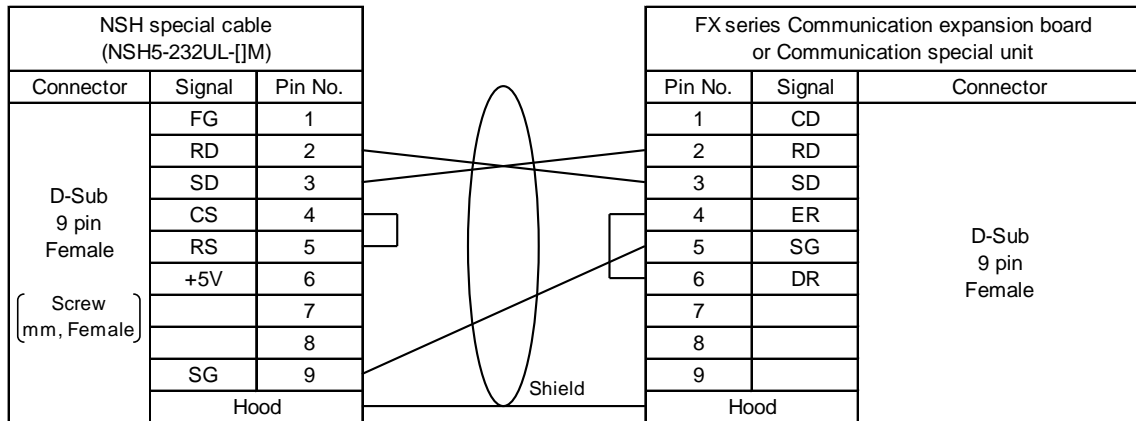 NSH special cable
(NSH5-232UL-[]M)
FX series Communication expansion board
or Communication special unit
Connector Signal Pin No.
Pin No. Signal Connector
FG 1
1 CD
RD 2
2 RD
SD 3
3 SD
CS 4
4 ER
RS 5
5 SG
+5V 6
6 DR
7
7
8
8
SG 9
9
D-Sub
9 pin
Female
Screw
mm, Female
D-Sub
9 pin
Female
Shield
Hood
Hood